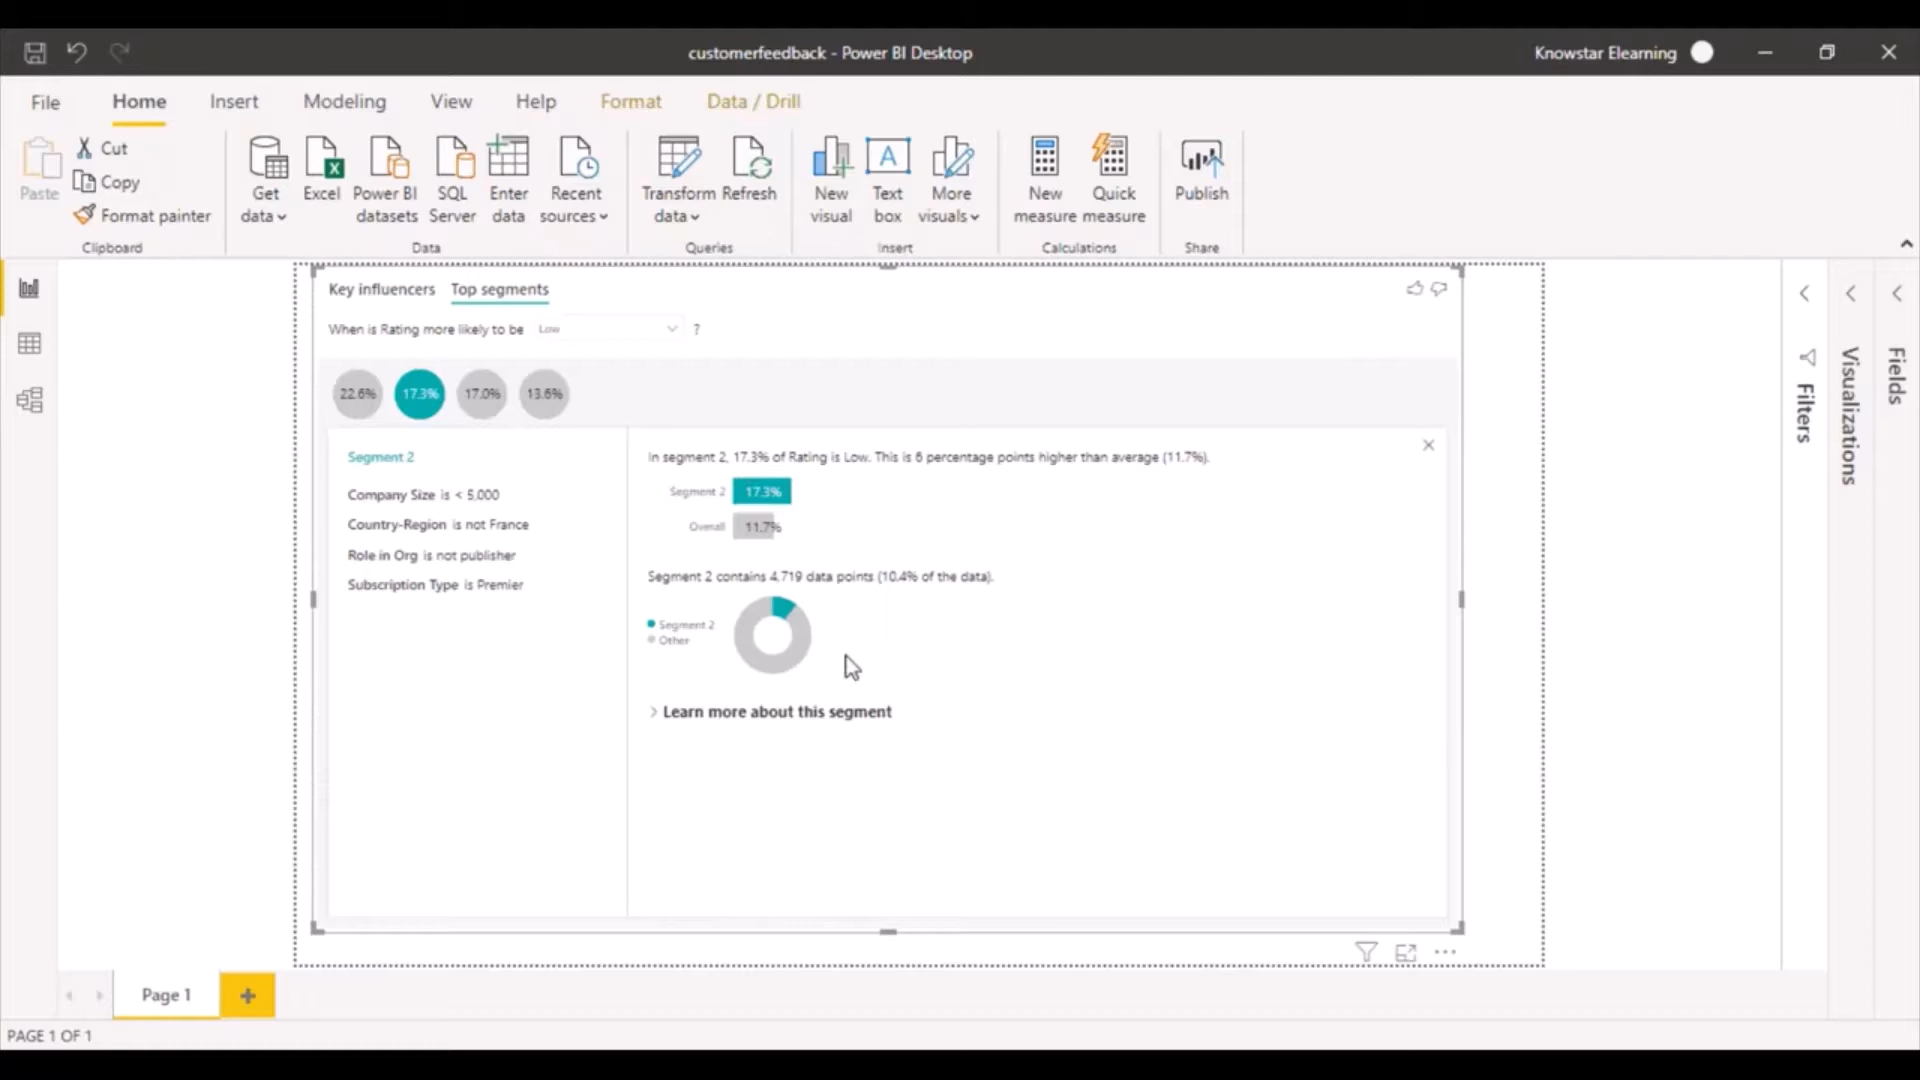 customerfeedback - Power BI Desktop
Knowstar Elearning
File Home Insert Modeling View Help Format Data / Drill
Paste
Cut
Copy
Format painter
Clipboard
Get data
Excel
Power BI datasets
SQL Server
Enter data
Recent sources
Data
Transform data
Refresh
Queries
New visual
Text box
More visuals
Insert
New measure
Quick measure
Calculations
Publish
Share
Key influencers Top segments
When is Rating more likely to be Low ?
22.6% 17.3% 17.0% 13.6%
Segment 2
Company Size is < 5,000
Country-Region is not France
Role in Org is not publisher
Subscription Type is Premier
In segment 2, 17.3% of Rating is Low. This is 6 percentage points higher than average (11.7%).
Segment 2 17.3%
Overall 11.7%
Segment 2 contains 4,719 data points (10.4% of the data).
Segment 2
Other
Learn more about this segment
Filters
Visualizations
Fields
Page 1
PAGE 1 OF 1